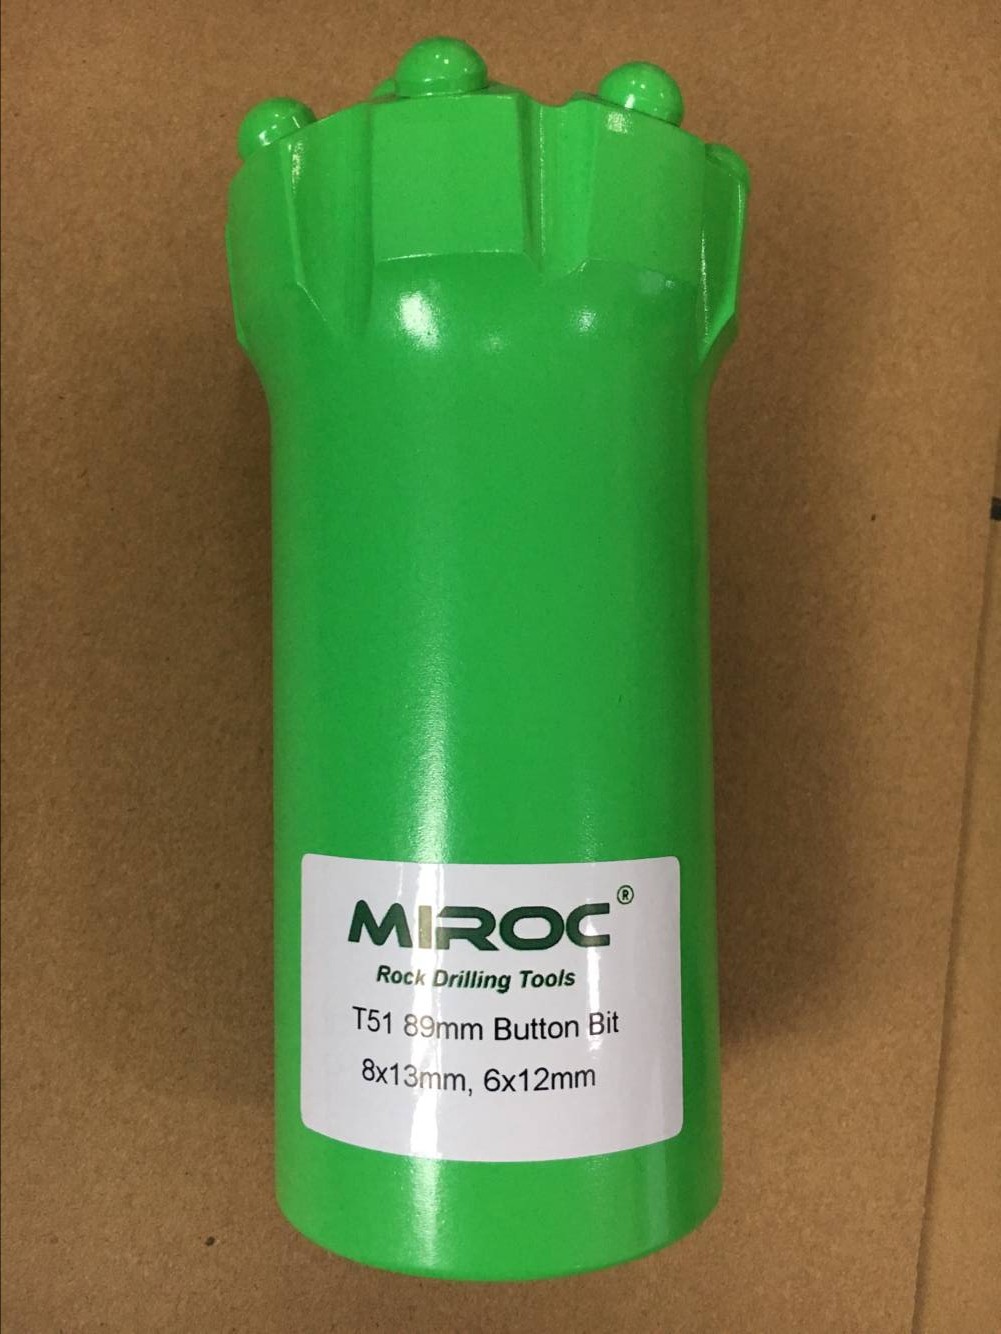 MIROC®
Rock Drilling Tools
T51 89mm Button Bit
8x13mm, 6x12mm